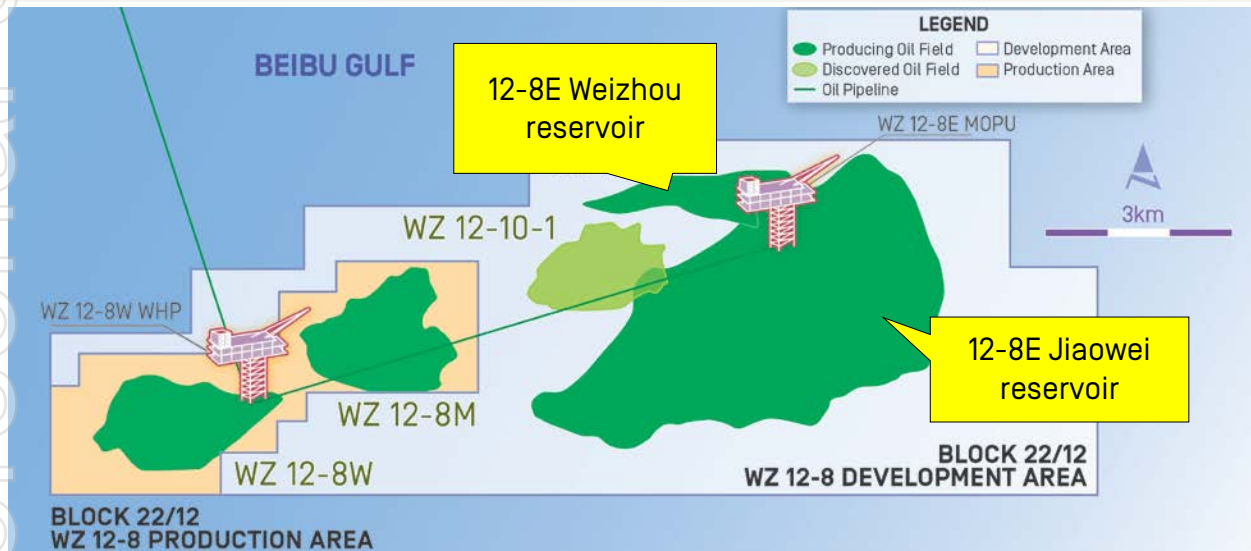 BEIBU GULF
12-8E Weizhou
reservoir
LEGEND
Producing Oil Field
Development Area
Discovered Oil Field
Production Area
Oil Pipeline
WZ 12-8E MOPU
3km
WZ 12-10-1
WZ 12-8W WHP
12-8E Jiaowei
reservoir
WZ 12-8M
WZ 12-8W
BLOCK 22/12
WZ 12-8 DEVELOPMENT AREA
BLOCK 22/12
WZ 12-8 PRODUCTION AREA